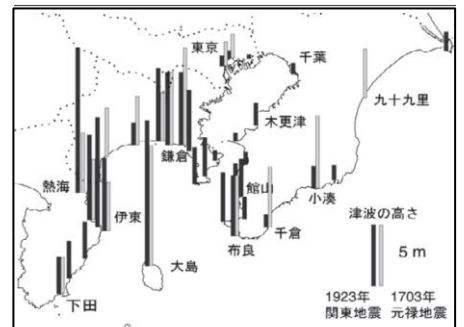 東京
千葉
九十九里
木更津
鎌倉
熱海
館山
小湊
伊東
千倉
布良
大島
下田
津波の高さ
5 m
1923年
関東地震
1703年
元禄地震